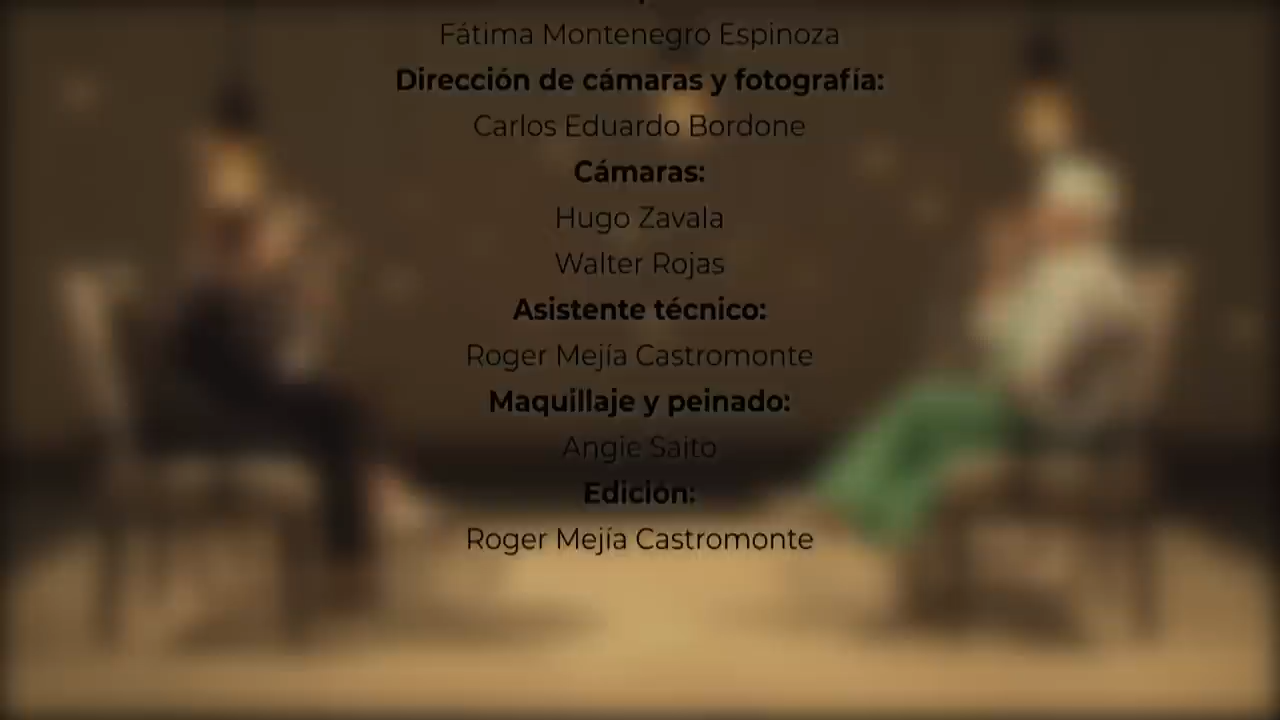 Fátima Montenegro Espinoza
Dirección de cámaras y fotografía:
Carlos Eduardo Bordone
Cámaras:
Hugo Zavala
Walter Rojas
Asistente técnico:
Roger Mejía Castromonte
Maquillaje y peinado:
Angie Saito
Edición:
Roger Mejía Castromonte